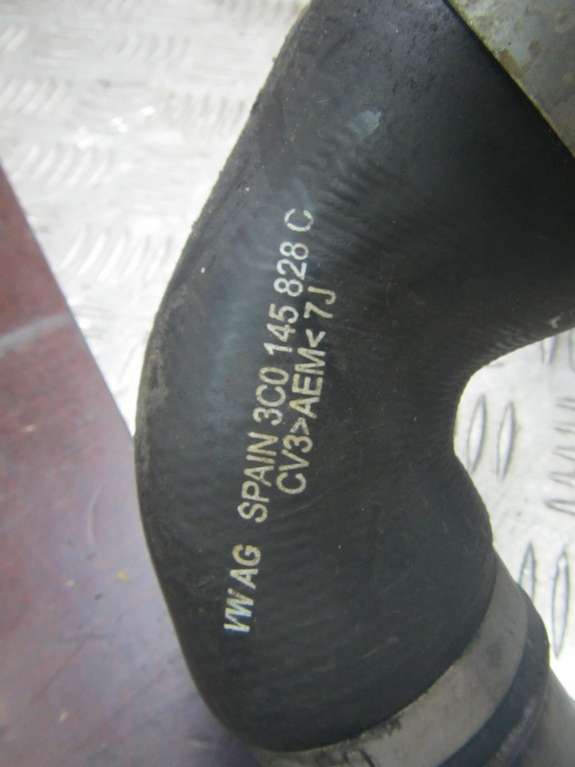 VW AG SPAIN 3C0 145 828 C
CV3>AEM< 7J